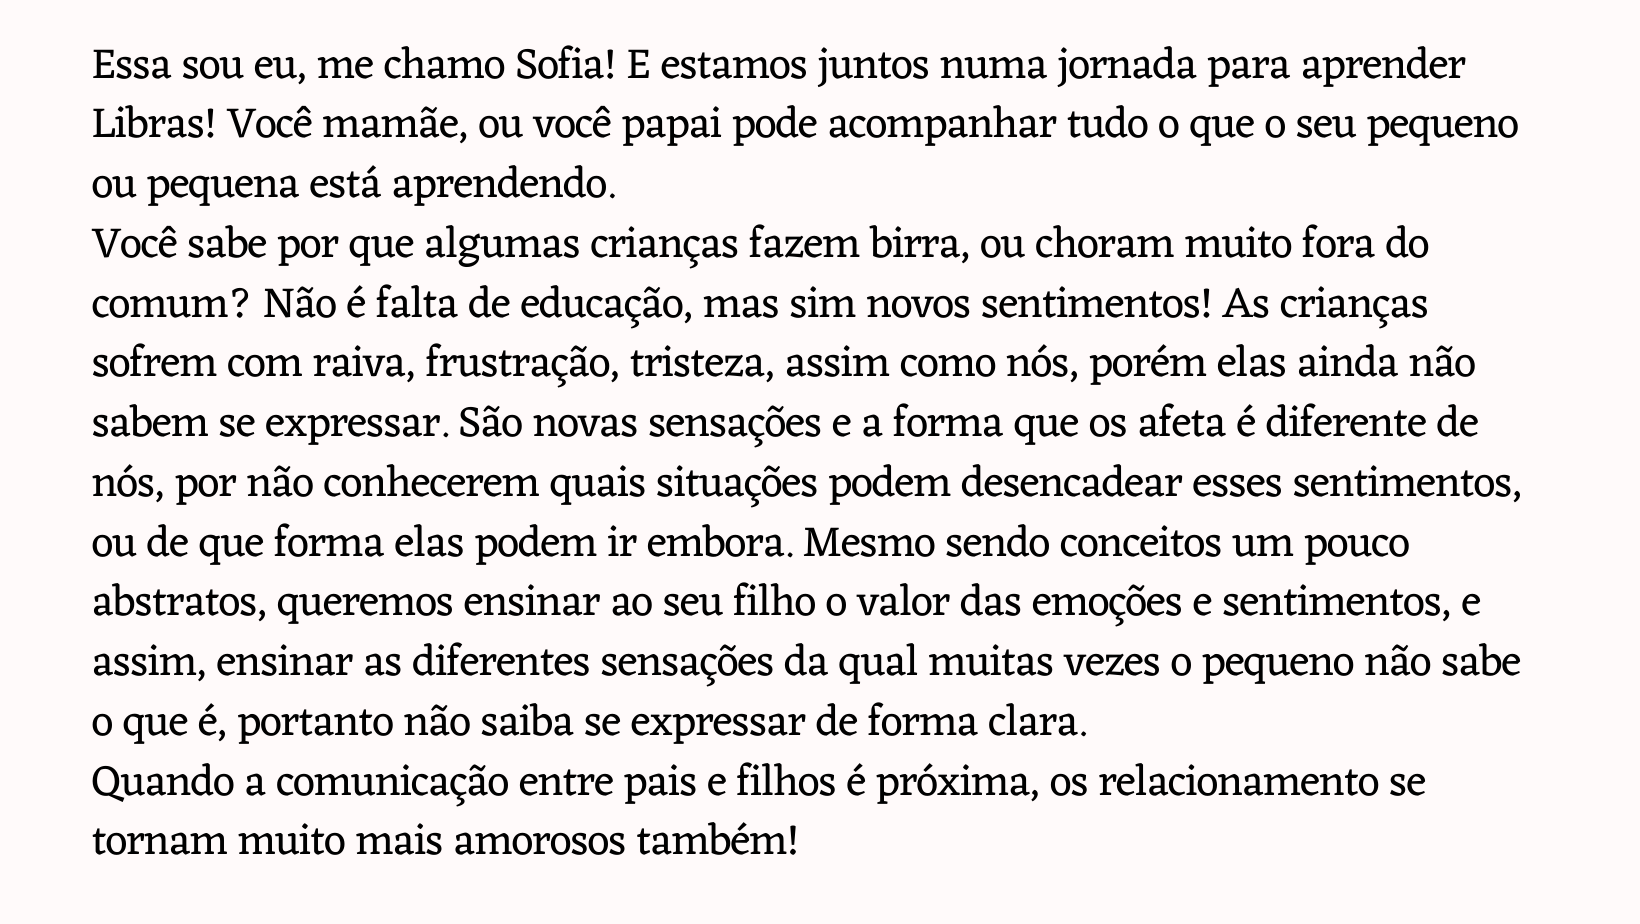 Essa sou eu, me chamo Sofia! E estamos juntos numa jornada para aprender
Libras! Você mamãe, ou você papai pode acompanhar tudo o que o seu pequeno
ou pequena está aprendendo.
Você sabe por que algumas crianças fazem birra, ou choram muito fora do
comum? Não é falta de educação, mas sim novos sentimentos! As crianças
sofrem com raiva, frustração, tristeza, assim como nós, porém elas ainda não
sabem se expressar. São novas sensações e a forma que os afeta é diferente de
nós, por não conhecerem quais situações podem desencadear esses sentimentos,
ou de que forma elas podem ir embora. Mesmo sendo conceitos um pouco
abstratos, queremos ensinar ao seu filho o valor das emoções e sentimentos, e
assim, ensinar as diferentes sensações da qual muitas vezes o pequeno não sabe
o que é, portanto não saiba se expressar de forma clara.
Quando a comunicação entre pais e filhos é próxima, os relacionamento se
tornam muito mais amorosos também!